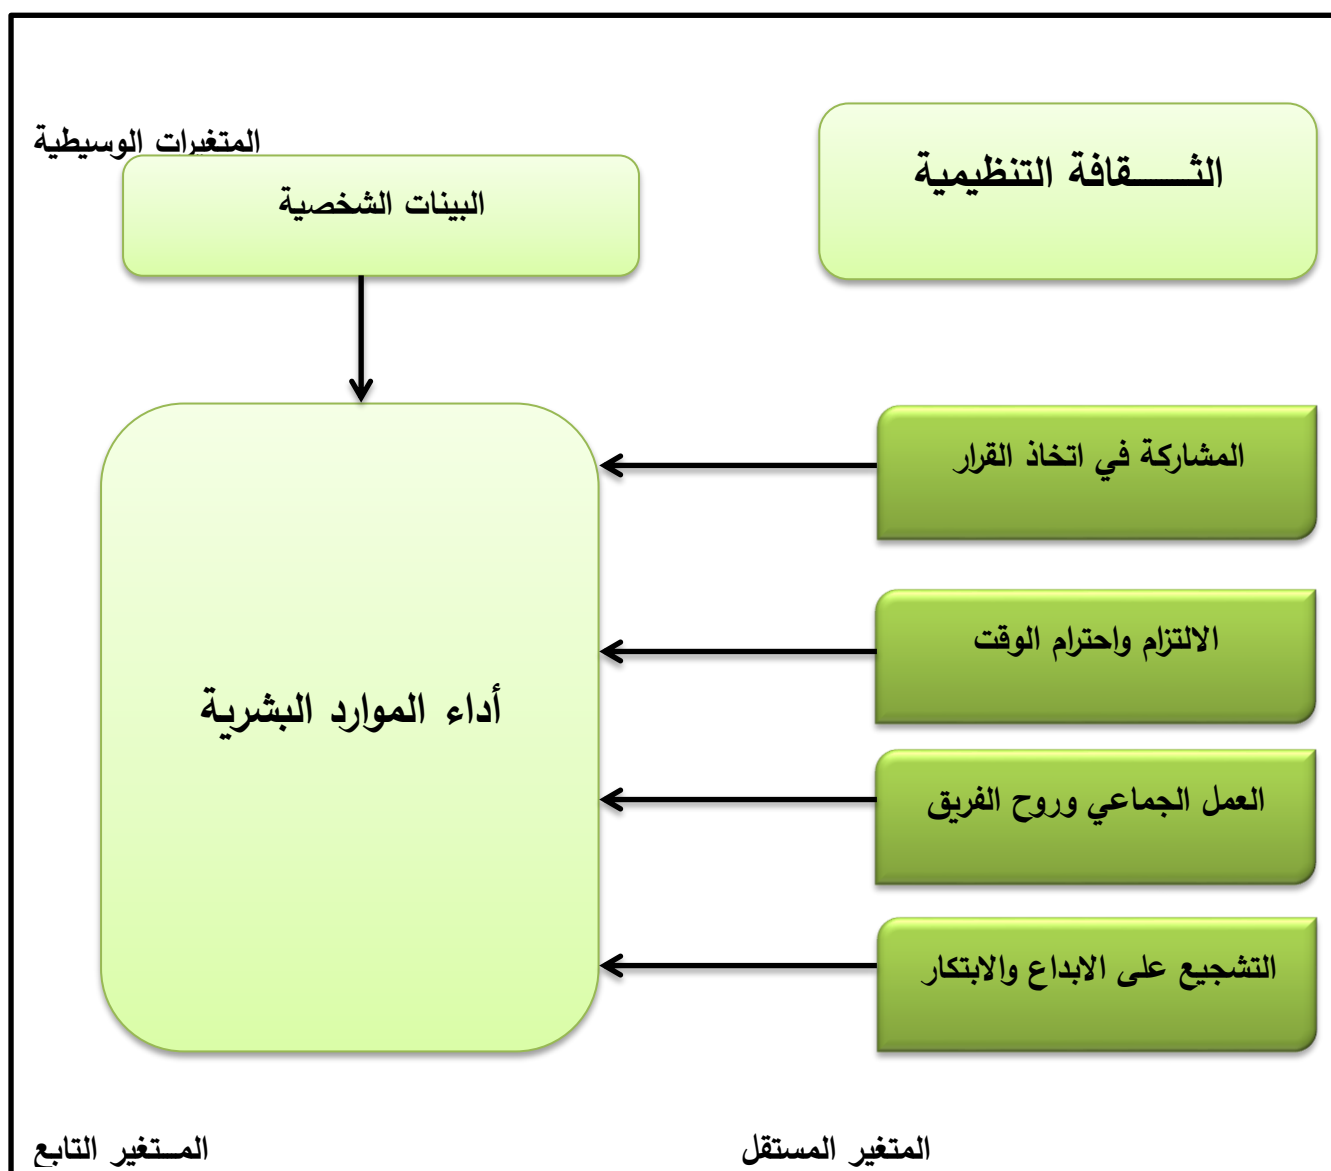 المتغيرات الوسيطية
الثــــــقافة التنظيمية
البينات الشخصية
المشاركة في اتخاذ القرار
الالتزام واحترام الوقت
أداء الموارد البشرية
العمل الجماعي وروح الفريق
التشجيع على الابداع والابتكار
المتغير المستقل
المــتغير التابع